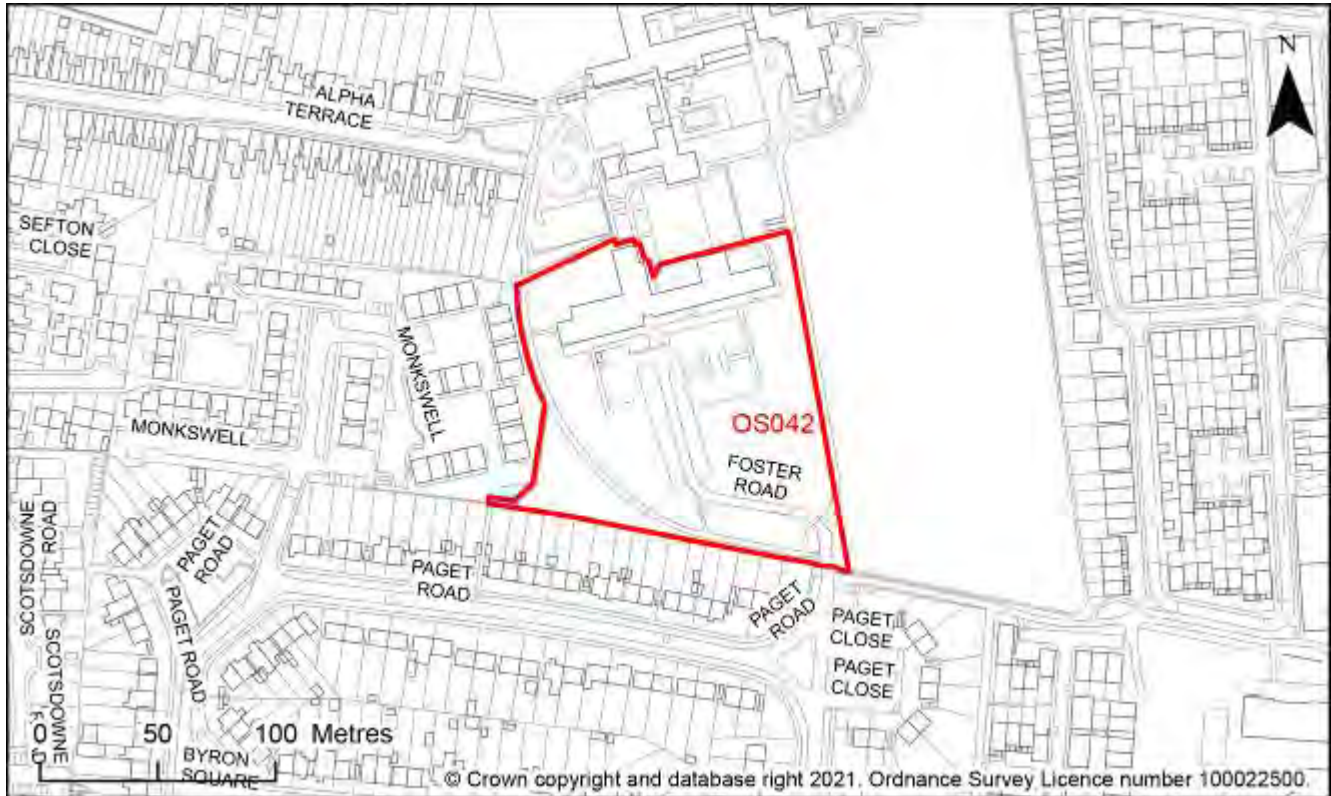 N
ALPHA
TERRACE
SEFTON
CLOSE
MONKSWELL
MONKSWELL
OS042
FOSTER
ROAD
SCOTSDOWNE
ROAD
SCOTSDOWNE
PAGET
ROAD
PAGET ROAD
PAGET
ROAD
PAGET
ROAD
PAGET
CLOSE
PAGET
CLOSE
BYRON
SQUARE
0 50 100 Metres
© Crown copyright and database right 2021. Ordnance Survey Licence number 100022500.